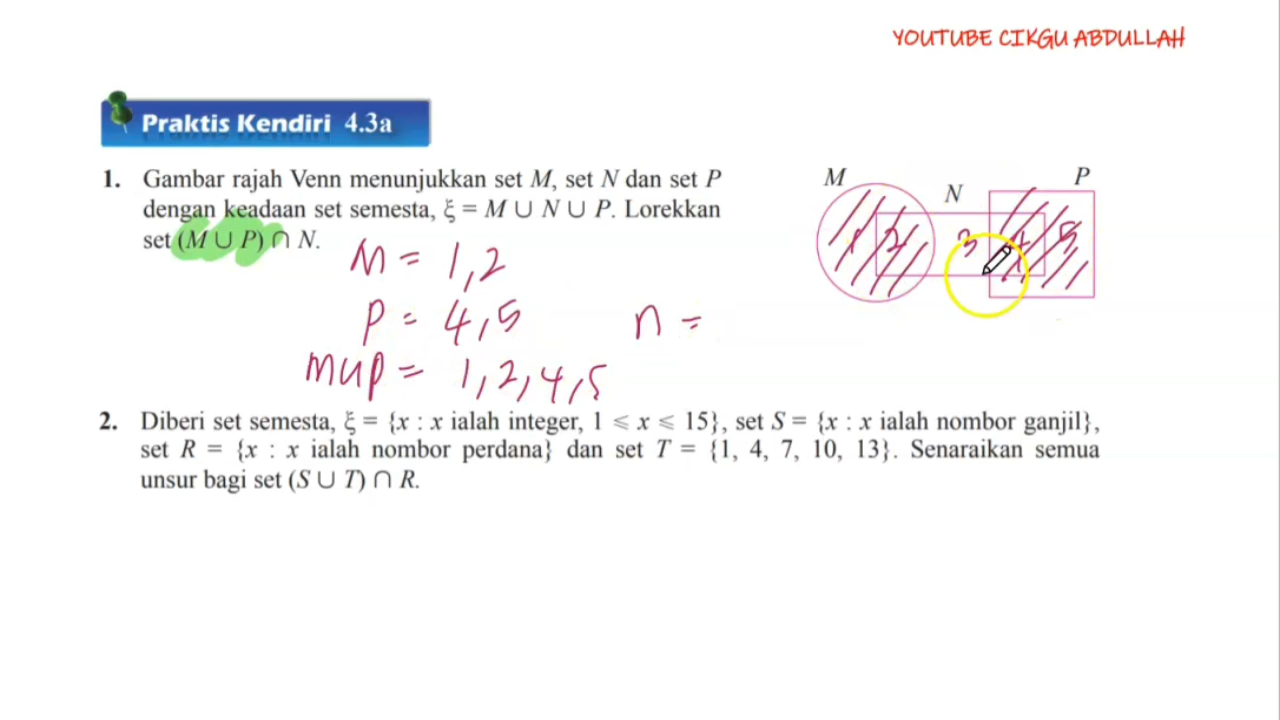 YOUTUBE CIKGU ABDULLAH
Praktis Kendiri 4.3a
1. Gambar rajah Venn menunjukkan set M, set N dan set P
dengan keadaan set semesta, ξ = M ∪ N ∪ P. Lorekkan
set (M ∪ P) ∩ N.
M N P
1 2 3 4 5
M = 1,2
P = 4,5
n =
MUP = 1,2,4,5
2. Diberi set semesta, ξ = {x : x ialah integer, 1 ⩽ x ⩽ 15}, set S = {x : x ialah nombor ganjil},
set R = {x : x ialah nombor perdana} dan set T = {1, 4, 7, 10, 13}. Senaraikan semua
unsur bagi set (S ∪ T) ∩ R.